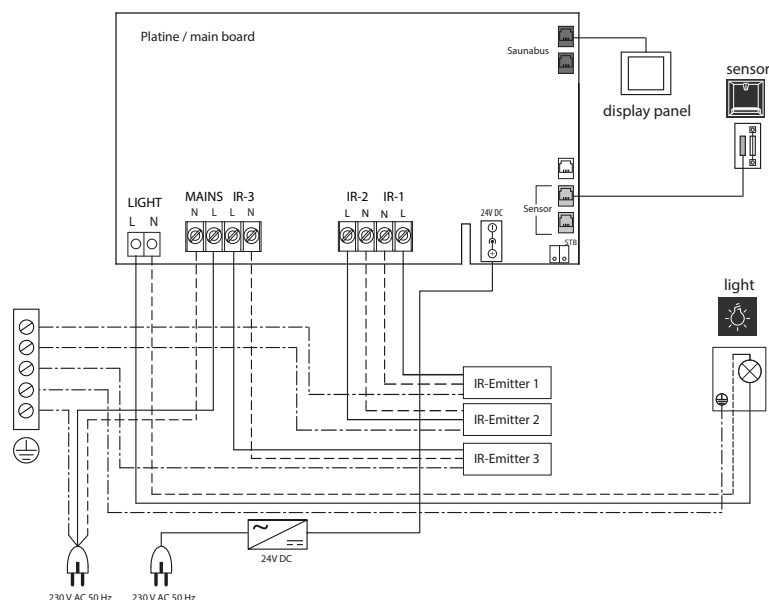 Platine / main board
Saunabus
display panel
sensor
LIGHT
L N
MAINS IR-3
N L L N
IR-2 IR-1
L N N L
24V DC
Sensor
STB
light
IR-Emitter 1
IR-Emitter 2
IR-Emitter 3
24V DC
230 V AC 50 Hz
230 V AC 50 Hz